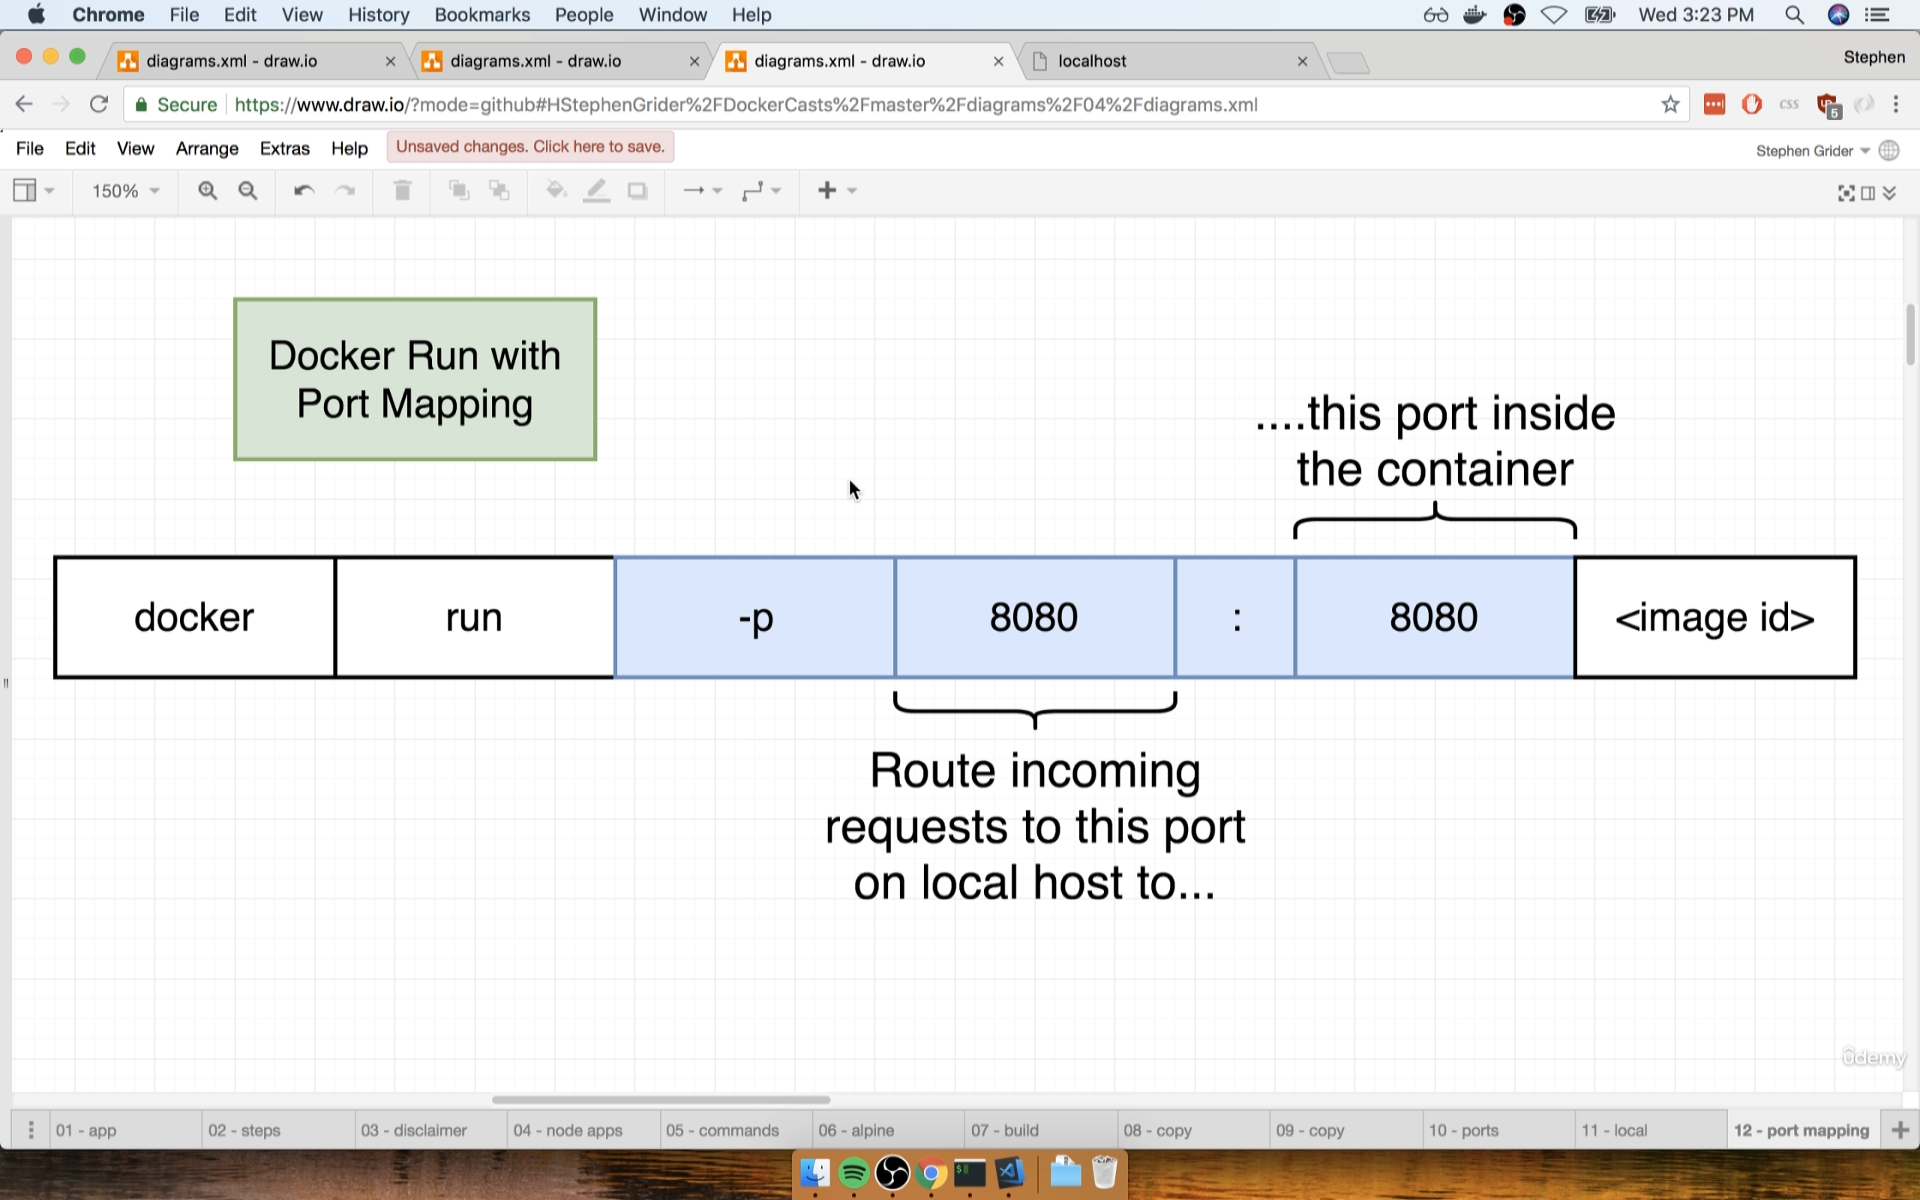 Chrome File Edit View History Bookmarks People Window Help Wed 3:23 PM
diagrams.xml - draw.io diagrams.xml - draw.io diagrams.xml - draw.io localhost Stephen
Secure https://www.draw.io/?mode=github#HStephenGrider%2FDockerCasts%2Fmaster%2Fdiagrams%2F04%2Fdiagrams.xml css 5
File Edit View Arrange Extras Help Unsaved changes. Click here to save. Stephen Grider
150%
Docker Run with
Port Mapping
....this port inside
the container
docker run -p 8080 : 8080 <image id>
Route incoming
requests to this port
on local host to...
ûdemy
01 - app 02 - steps 03 - disclaimer 04 - node apps 05 - commands 06 - alpine 07 - build 08 - copy 09 - copy 10 - ports 11 - local 12 - port mapping